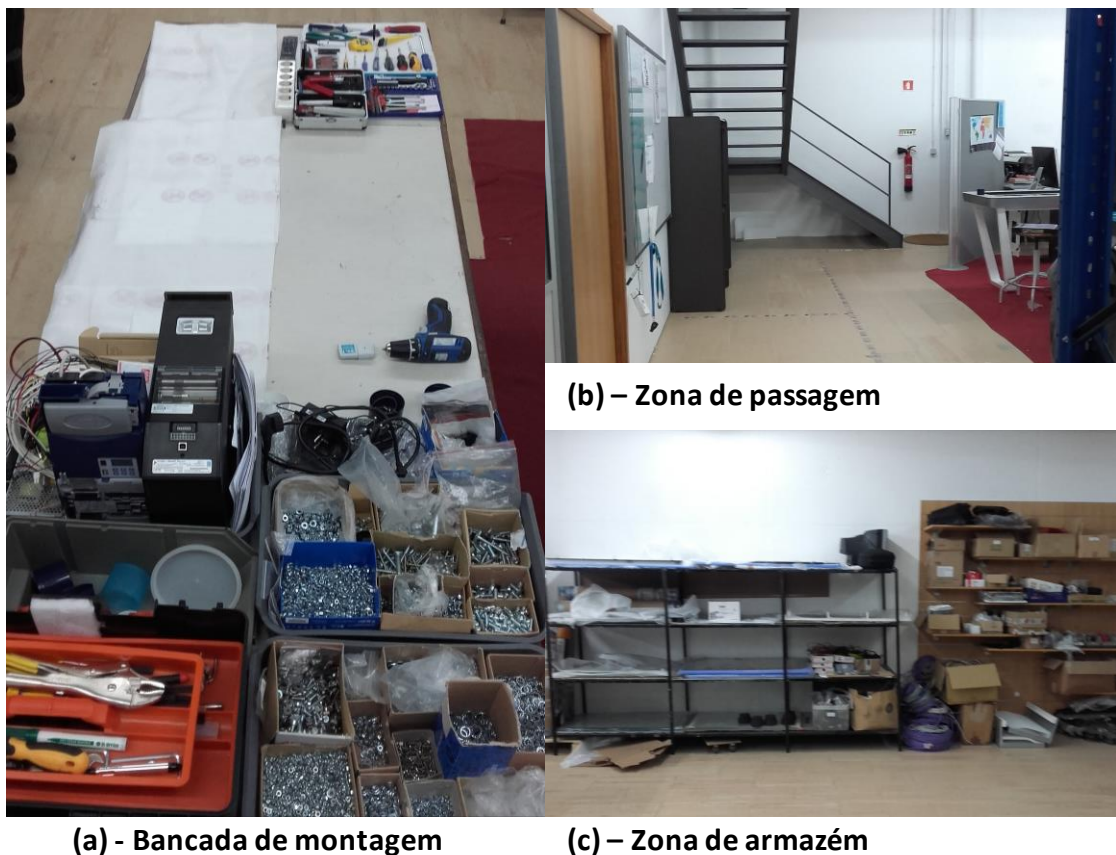 (b) – Zona de passagem
(a) - Bancada de montagem
(c) – Zona de armazém